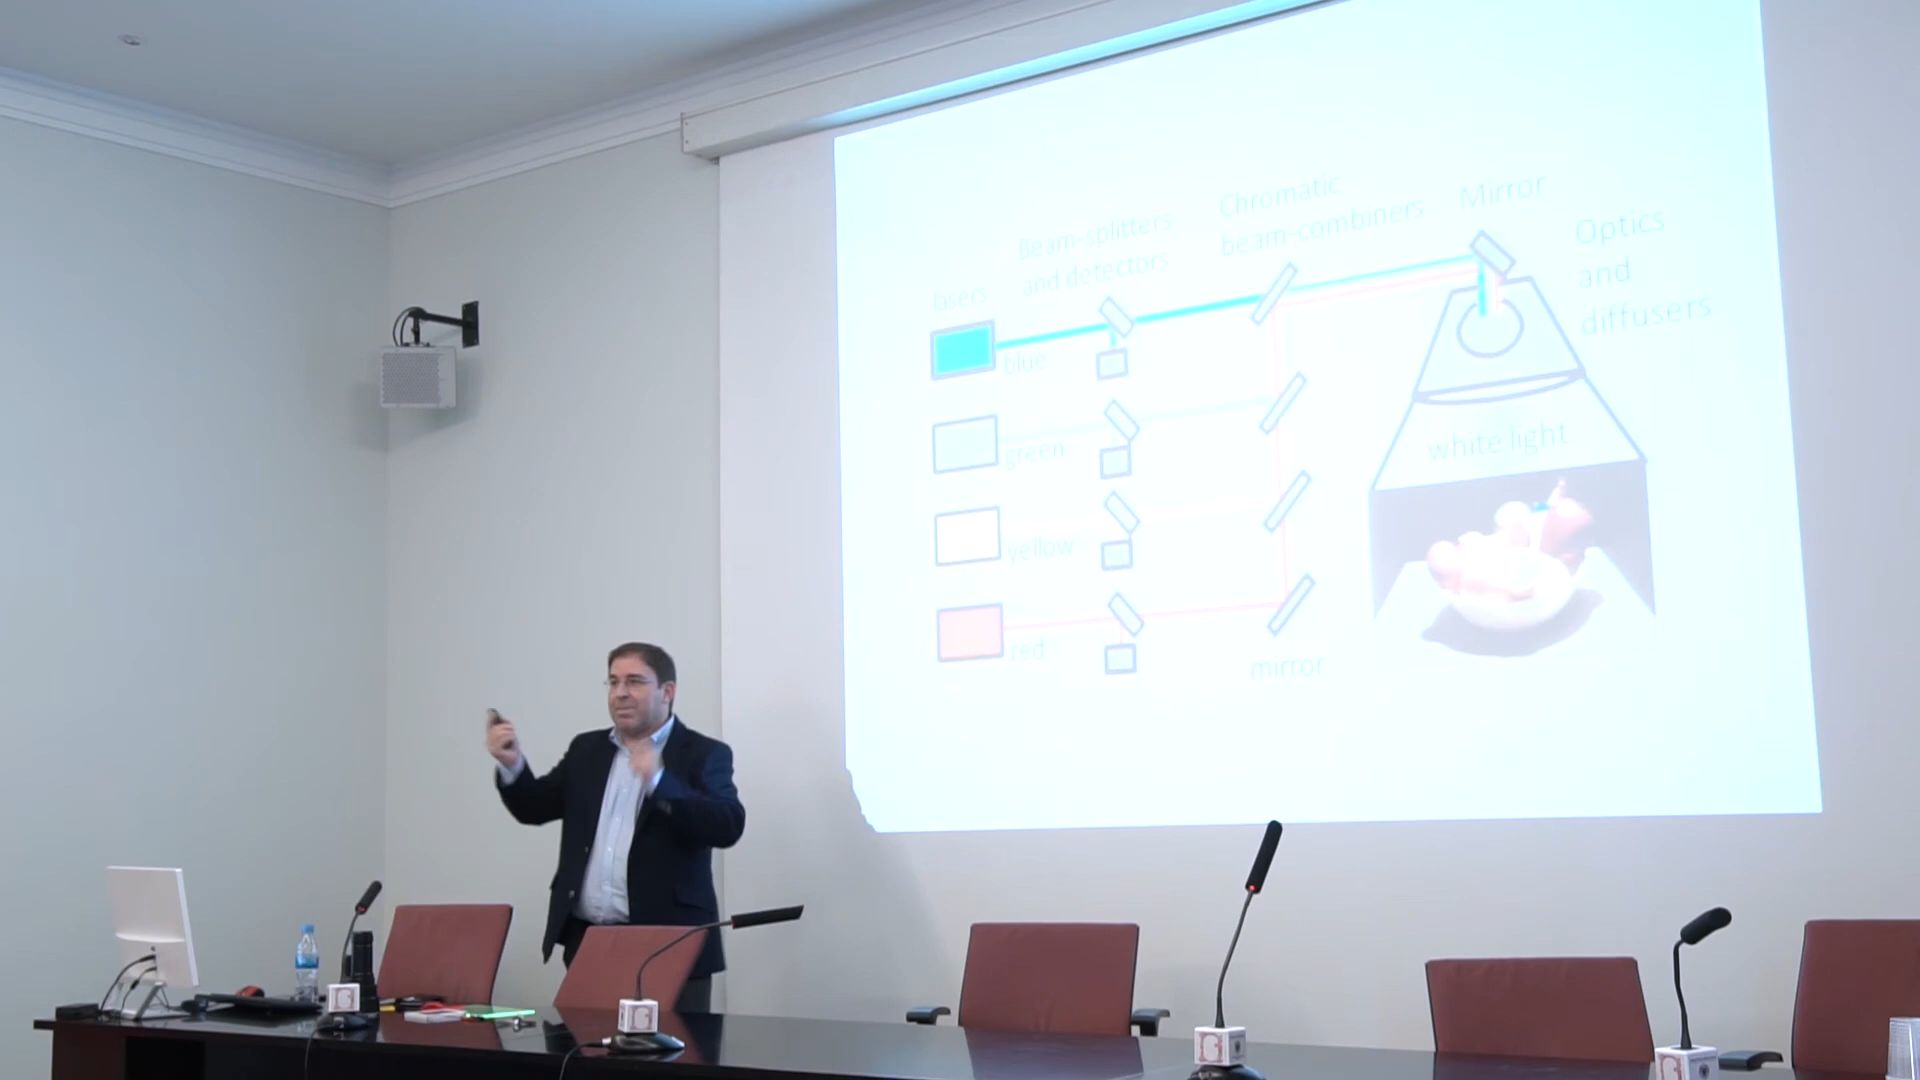 Chromatic
beam-combiners
Mirror
Beam-splitters
and detectors
Optics
and
diffusers
lasers
blue
green
yellow
red
white light
mirror